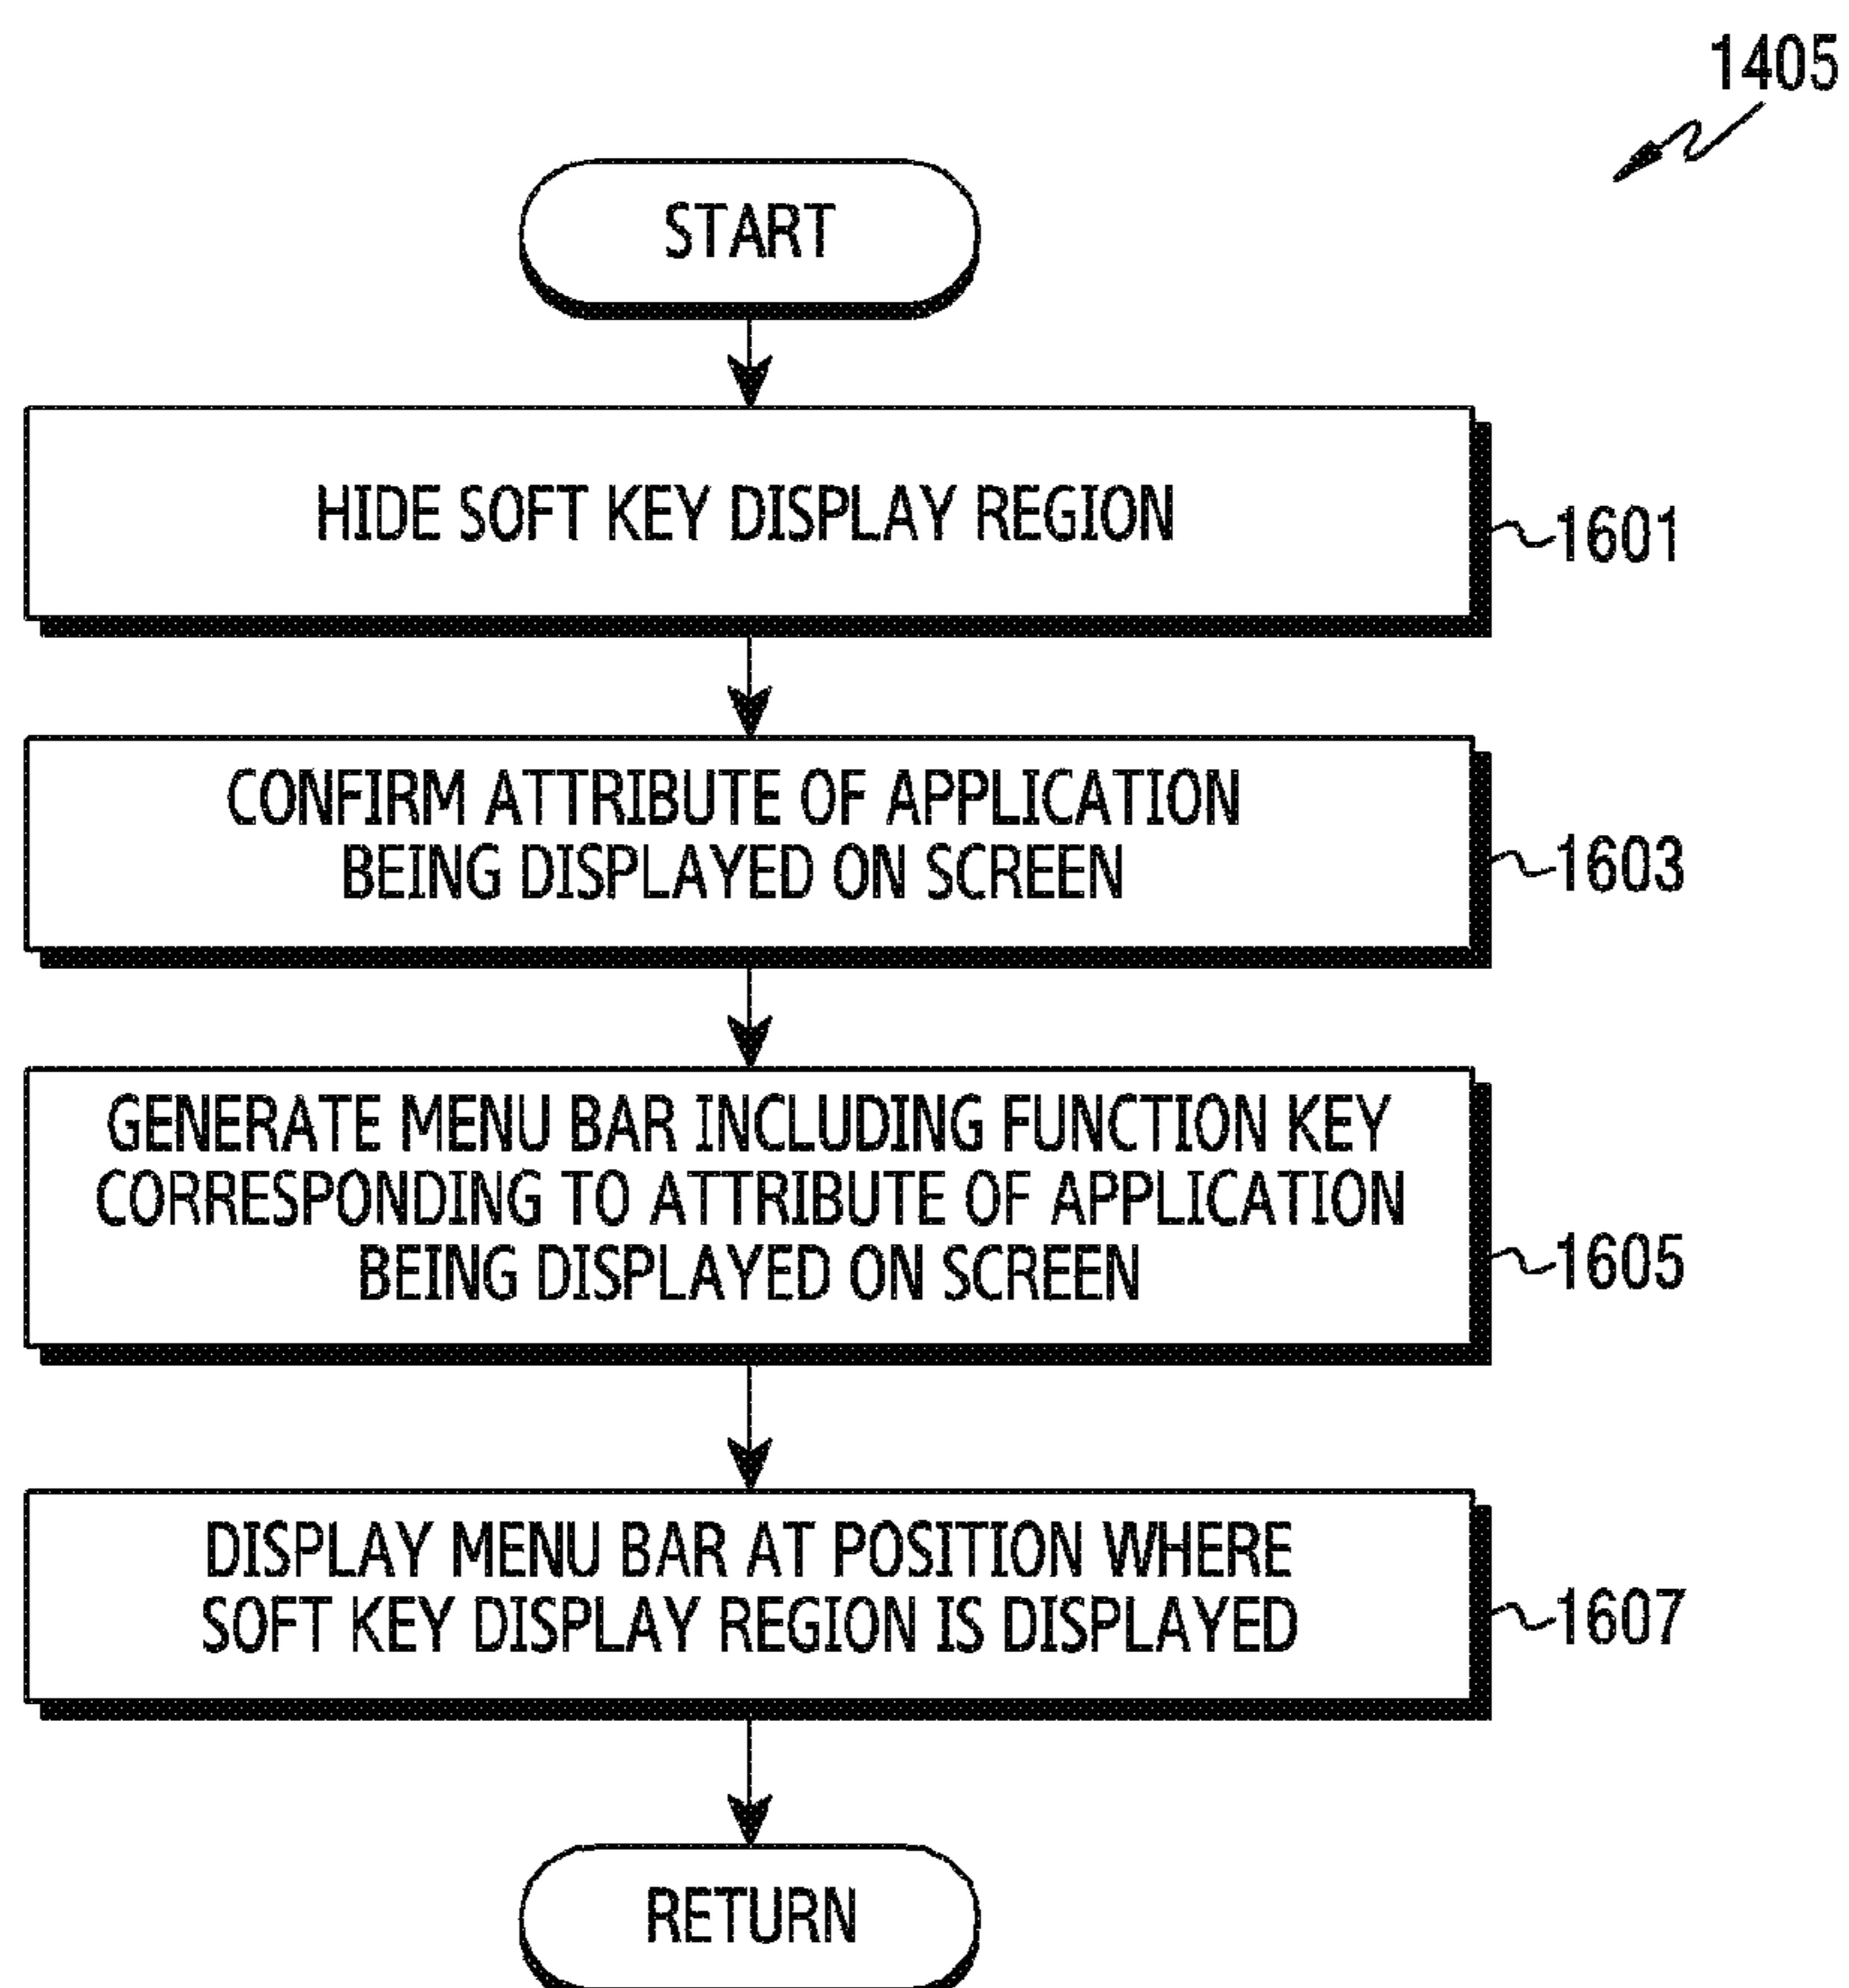 1405
START
HIDE SOFT KEY DISPLAY REGION
1601
CONFIRM ATTRIBUTE OF APPLICATION
BEING DISPLAYED ON SCREEN
1603
GENERATE MENU BAR INCLUDING FUNCTION KEY
CORRESPONDING TO ATTRIBUTE OF APPLICATION
BEING DISPLAYED ON SCREEN
1605
DISPLAY MENU BAR AT POSITION WHERE
SOFT KEY DISPLAY REGION IS DISPLAYED
1607
RETURN